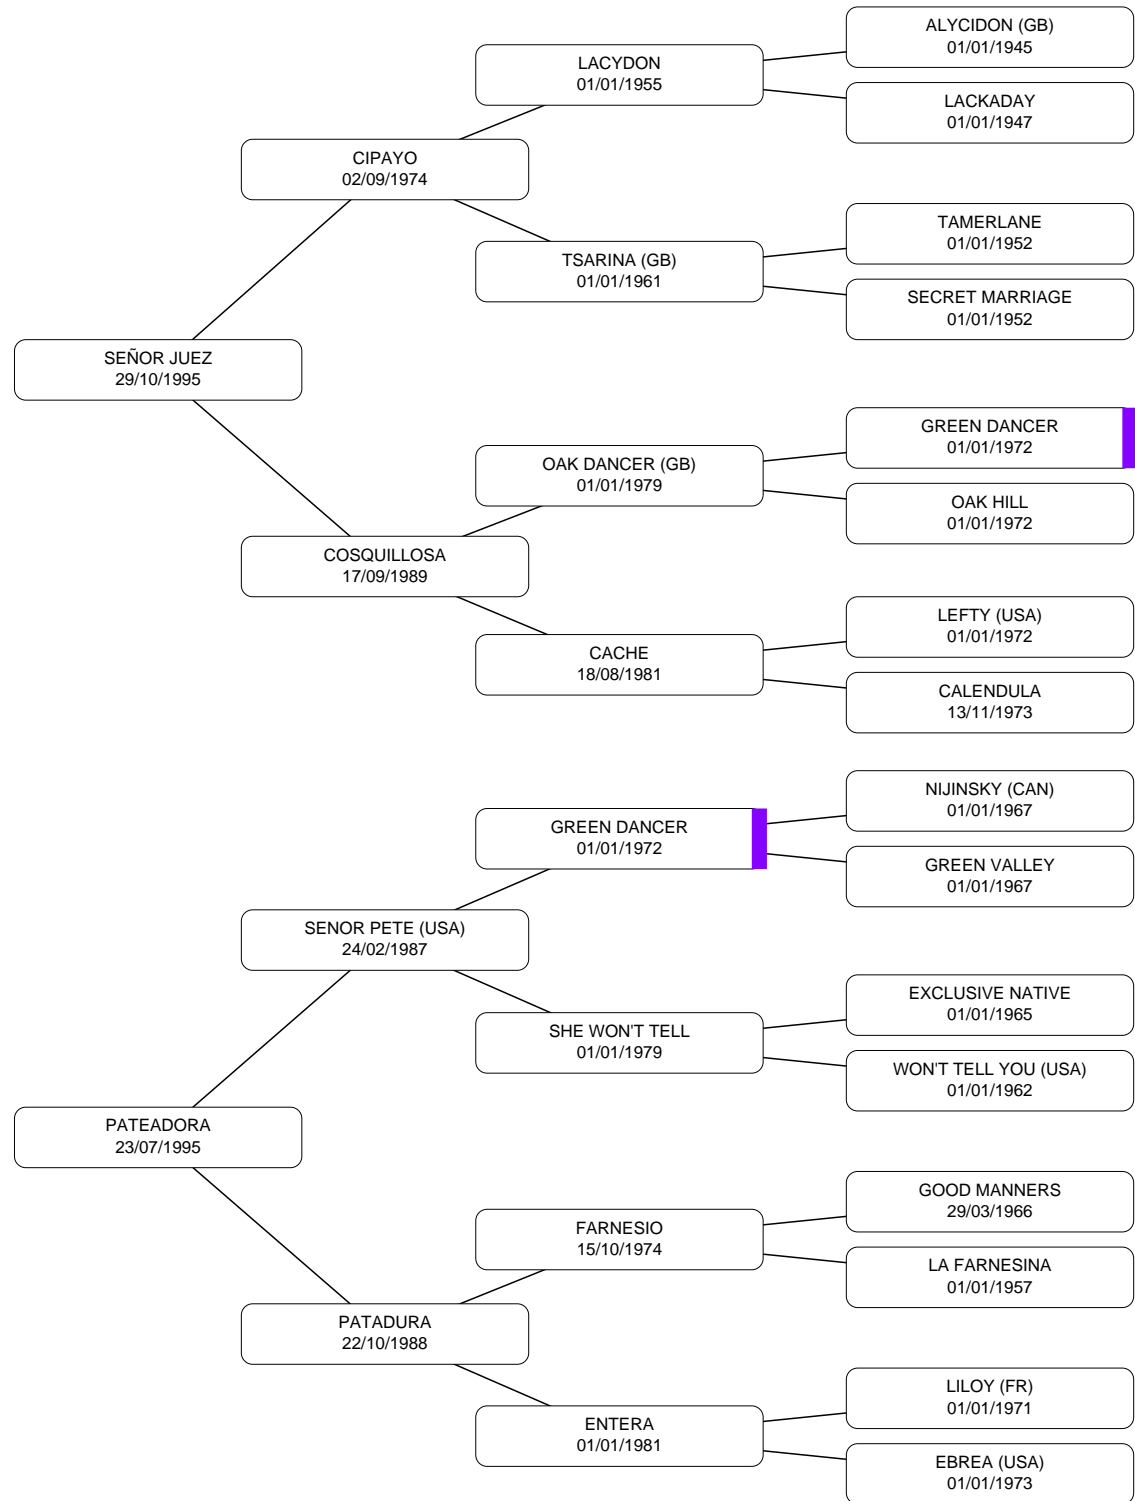 ALYCIDON (GB)
01/01/1945
LACYDON
01/01/1955
LACKADAY
01/01/1947
CIPAYO
02/09/1974
TAMERLANE
01/01/1952
TSARINA (GB)
01/01/1961
SECRET MARRIAGE
01/01/1952
SEÑOR JUEZ
29/10/1995
GREEN DANCER
01/01/1972
OAK DANCER (GB)
01/01/1979
OAK HILL
01/01/1972
COSQUILLOSA
17/09/1989
LEFTY (USA)
01/01/1972
CACHE
18/08/1981
CALENDULA
13/11/1973
NIJINSKY (CAN)
01/01/1967
GREEN DANCER
01/01/1972
GREEN VALLEY
01/01/1967
SENOR PETE (USA)
24/02/1987
EXCLUSIVE NATIVE
01/01/1965
SHE WON'T TELL
01/01/1979
WON'T TELL YOU (USA)
01/01/1962
PATEADORA
23/07/1995
GOOD MANNERS
29/03/1966
FARNESIO
15/10/1974
LA FARNESINA
01/01/1957
PATADURA
22/10/1988
LILOY (FR)
01/01/1971
ENTERA
01/01/1981
EBREA (USA)
01/01/1973